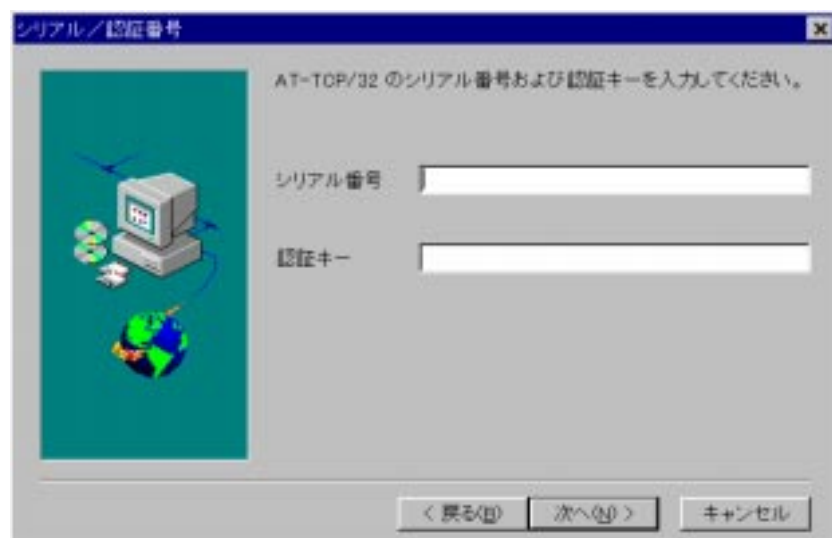 シリアル／認証番号
AT-TCP/32 のシリアル番号および認証キーを入力してください。
シリアル番号
認証キー
< 戻る(B)
次へ(N) >
キャンセル